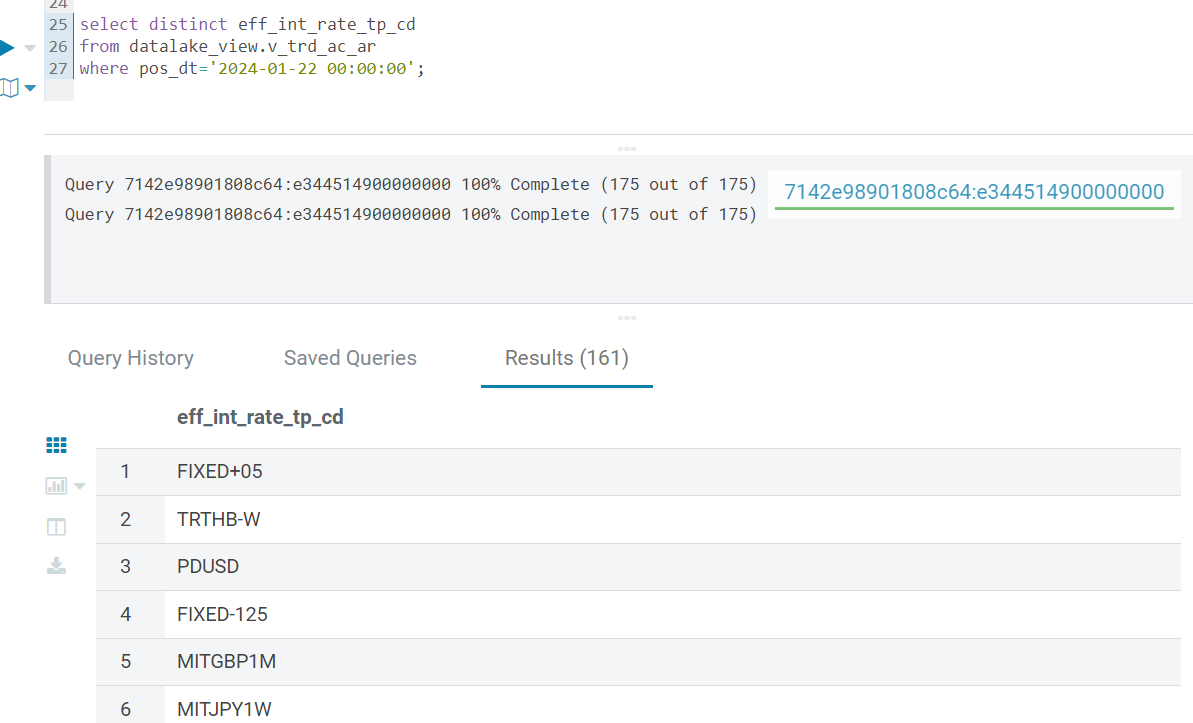 24
25 select distinct eff_int_rate_tp_cd
26 from datalake_view.v_trd_ac_ar
27 where pos_dt='2024-01-22 00:00:00';
Query 7142e98901808c64:e344514900000000 100% Complete (175 out of 175)
7142e98901808c64:e344514900000000
Query 7142e98901808c64:e344514900000000 100% Complete (175 out of 175)
Query History Saved Queries Results (161)
eff_int_rate_tp_cd
1 FIXED+05
2 TRTHB-W
3 PDUSD
4 FIXED-125
5 MITGBP1M
6 MITJPY1W